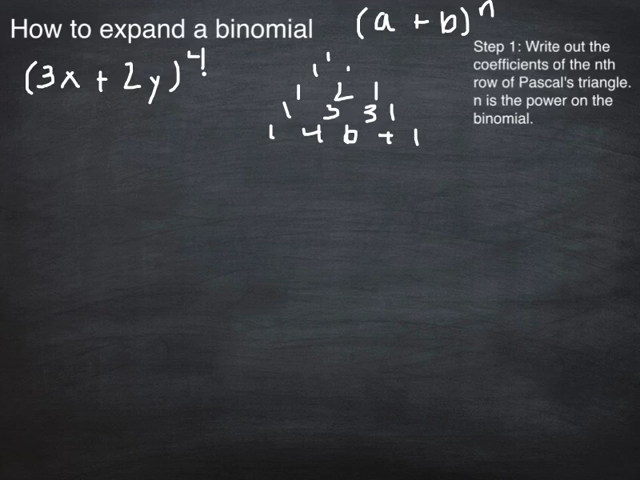 How to expand a binomial
(a + b)^n
(3x + 2y)^4
Step 1: Write out the
coefficients of the nth
row of Pascal's triangle.
n is the power on the
binomial.
1
1 1
1 2 1
1 3 3 1
1 4 6 + 1